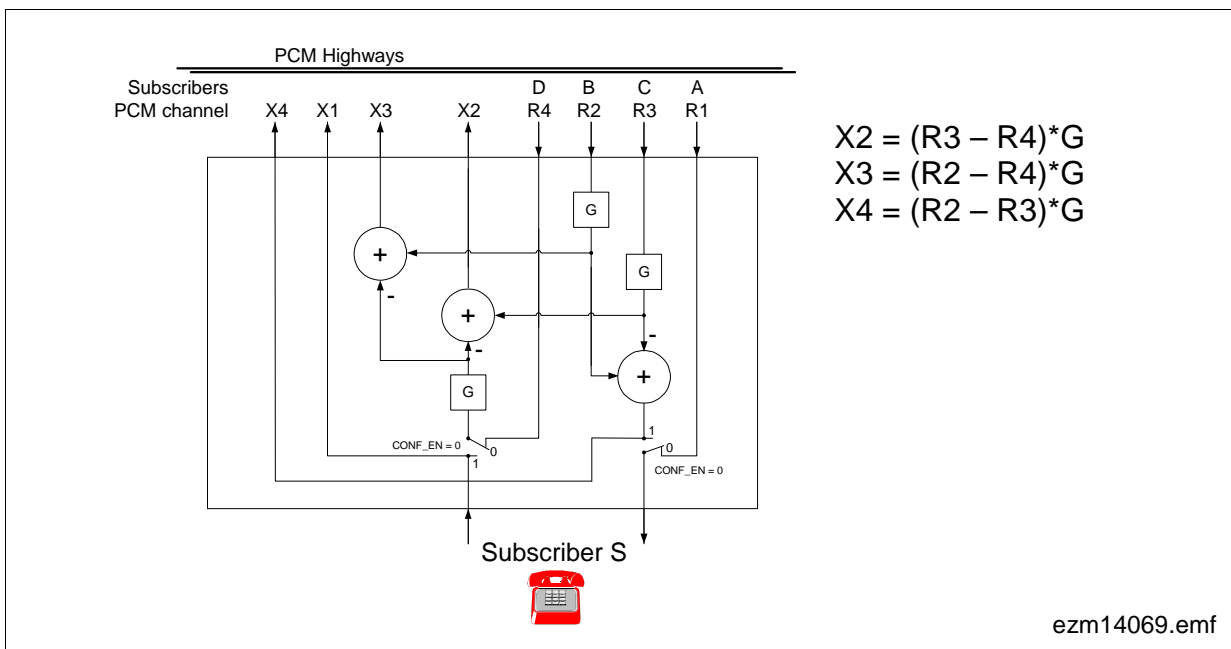 PCM Highways
Subscribers D B C A
PCM channel X4 X1 X3 X2 R4 R2 R3 R1
X2 = (R3 – R4)*G
X3 = (R2 – R4)*G
X4 = (R2 – R3)*G
G
+
G
-
+
-
-
+
G
1
CONF_EN = 0
0
0
1
CONF_EN = 0
Subscriber S
ezm14069.emf